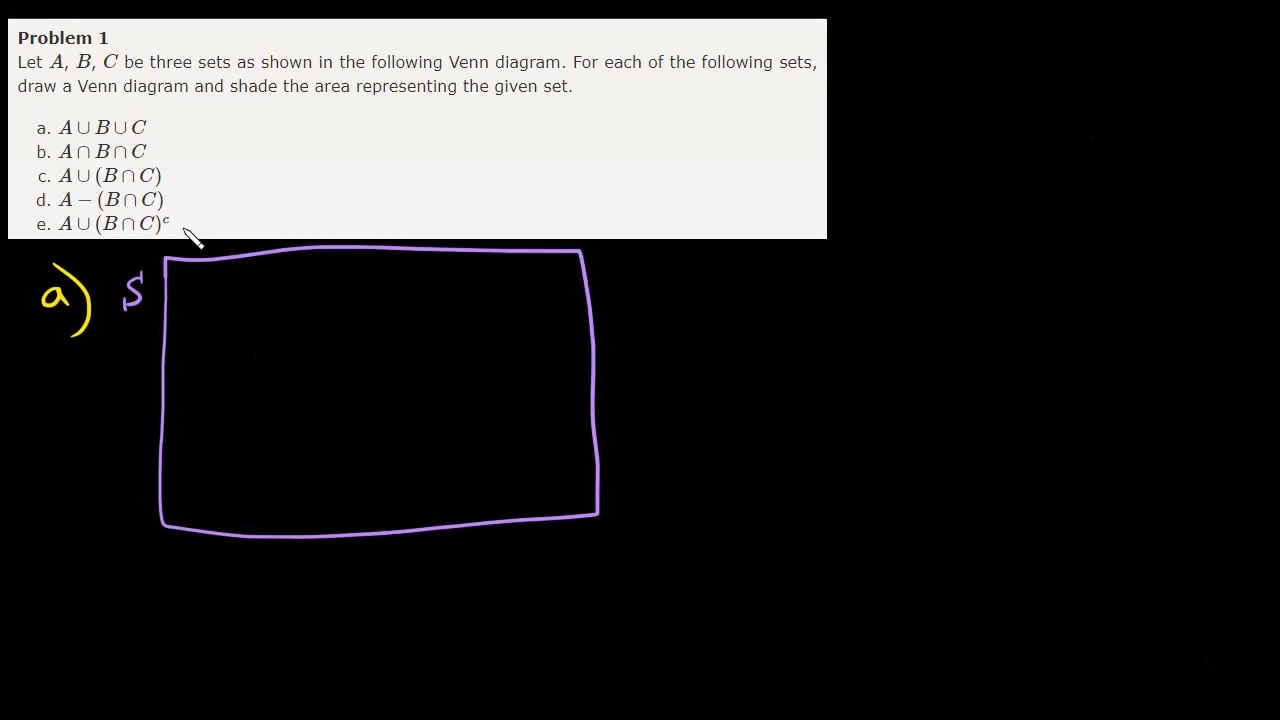 Problem 1
Let A, B, C be three sets as shown in the following Venn diagram. For each of the following sets,
draw a Venn diagram and shade the area representing the given set.
a. A ∪ B ∪ C
b. A ∩ B ∩ C
c. A ∪ (B ∩ C)
d. A − (B ∩ C)
e. A ∪ (B ∩ C)ᶜ
a) S